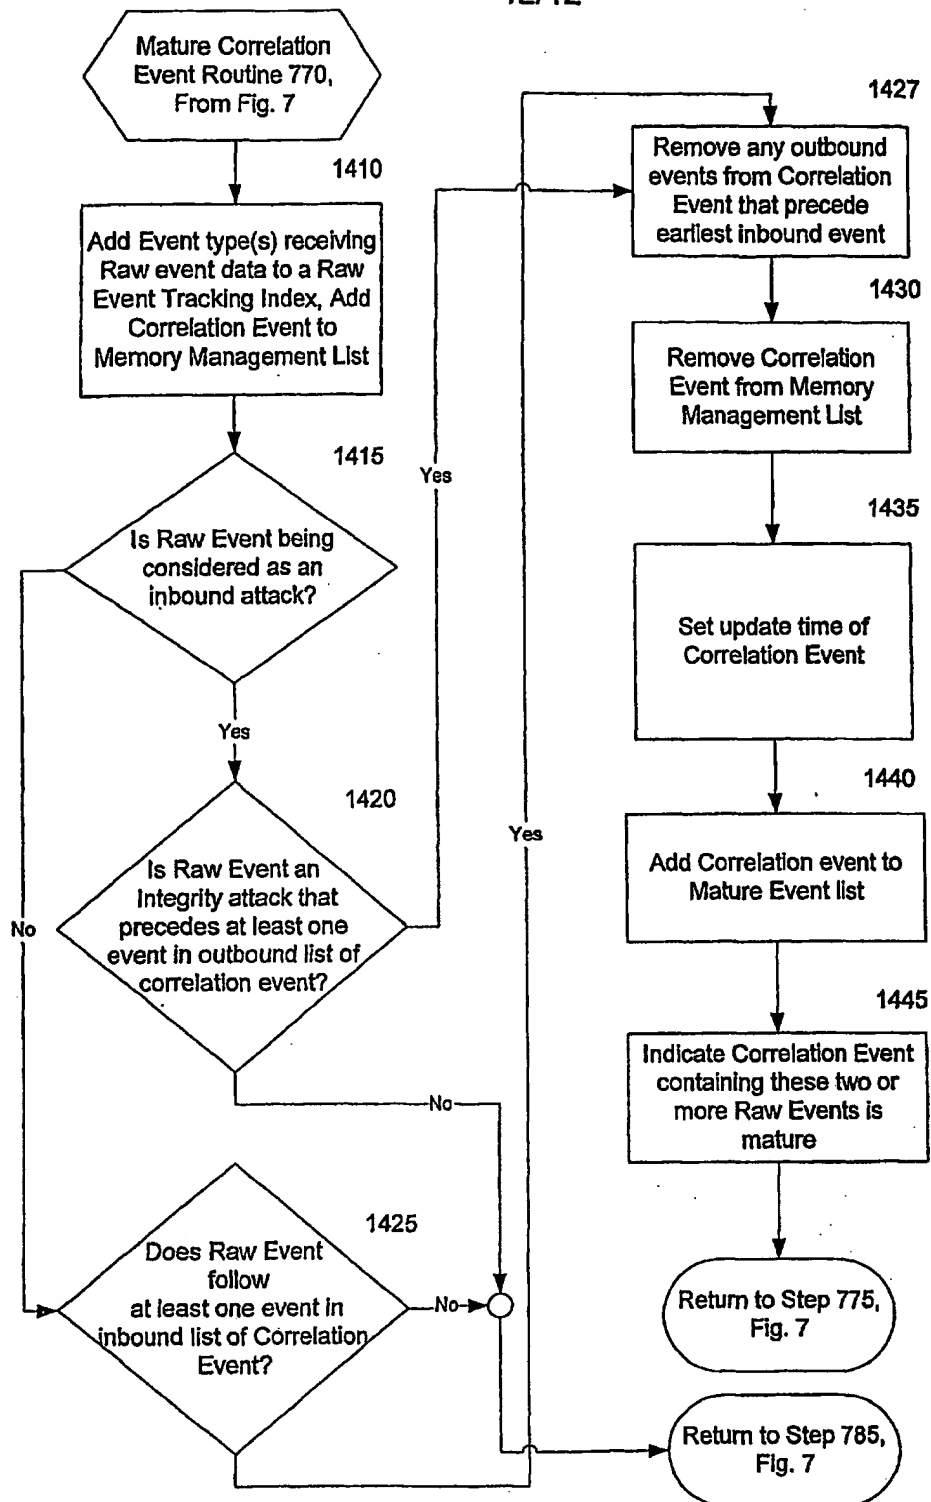 12/12
Mature Correlation
Event Routine 770,
From Fig. 7
1410
Add Event type(s) receiving
Raw event data to a Raw
Event Tracking Index, Add
Correlation Event to
Memory Management List
1415
Is Raw Event being
considered as an
inbound attack?
Yes
No
1420
Is Raw Event an
Integrity attack that
precedes at least one
event in outbound list of
correlation event?
Yes
No
1425
Does Raw Event
follow
at least one event in
inbound list of Correlation
Event?
No
Yes
1427
Remove any outbound
events from Correlation
Event that precede
earliest inbound event
1430
Remove Correlation
Event from Memory
Management List
1435
Set update time of
Correlation Event
1440
Add Correlation event to
Mature Event list
1445
Indicate Correlation Event
containing these two or
more Raw Events is
mature
Return to Step 775,
Fig. 7
Return to Step 785,
Fig. 7